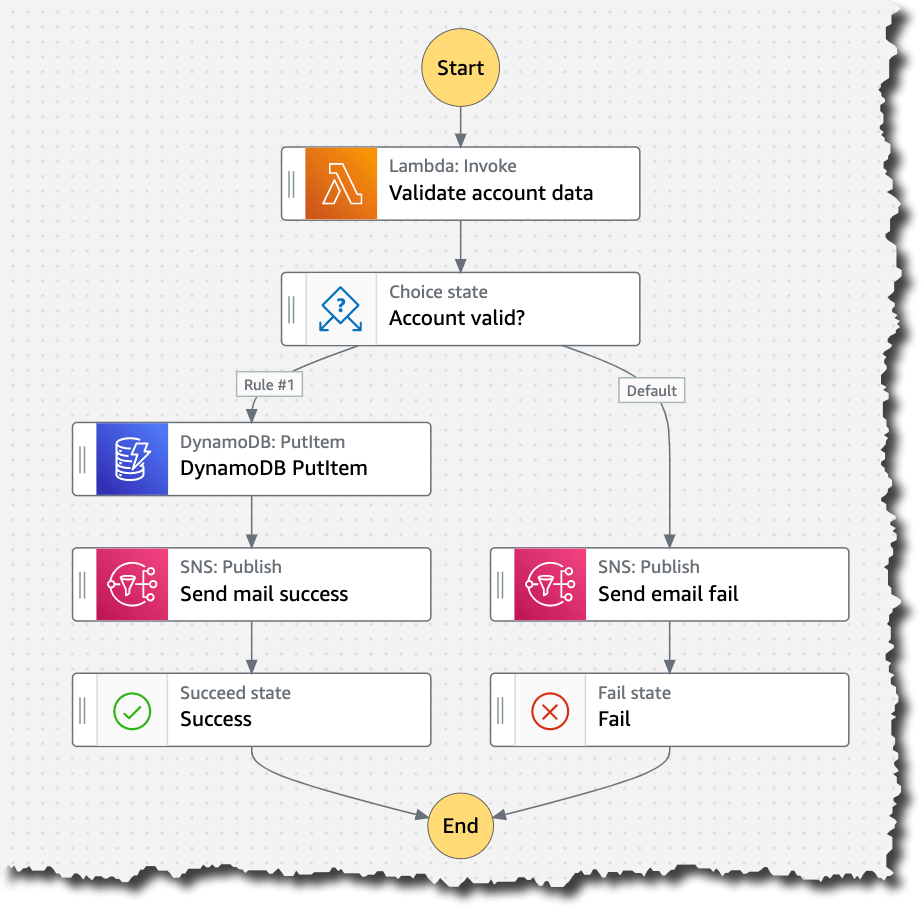 Start
Lambda: Invoke
Validate account data
?
Choice state
Account valid?
Rule #1
Default
DynamoDB: PutItem
DynamoDB PutItem
SNS: Publish
Send mail success
SNS: Publish
Send email fail
Succeed state
Success
Fail state
Fail
End